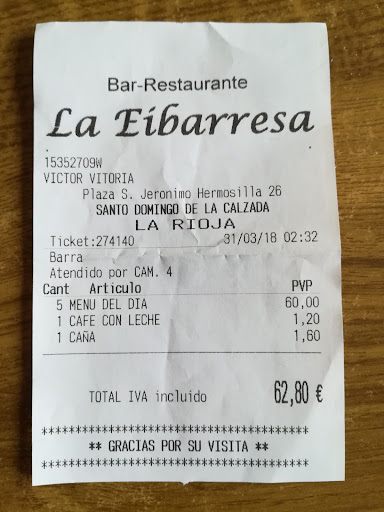 Bar-Restaurante
La Eibarresa
15352709W
VICTOR VITORIA
Plaza S. Jeronimo Hermosilla 26
SANTO DOMINGO DE LA CALZADA
LA RIOJA
Ticket:274140 31/03/18 02:32
Barra
Atendido por CAM. 4
Cant Articulo PVP
5 MENU DEL DIA 60,00
1 CAFE CON LECHE 1,20
1 CAÑA 1,60
TOTAL IVA incluido 62,80 €
****************************************
** GRACIAS POR SU VISITA **
****************************************